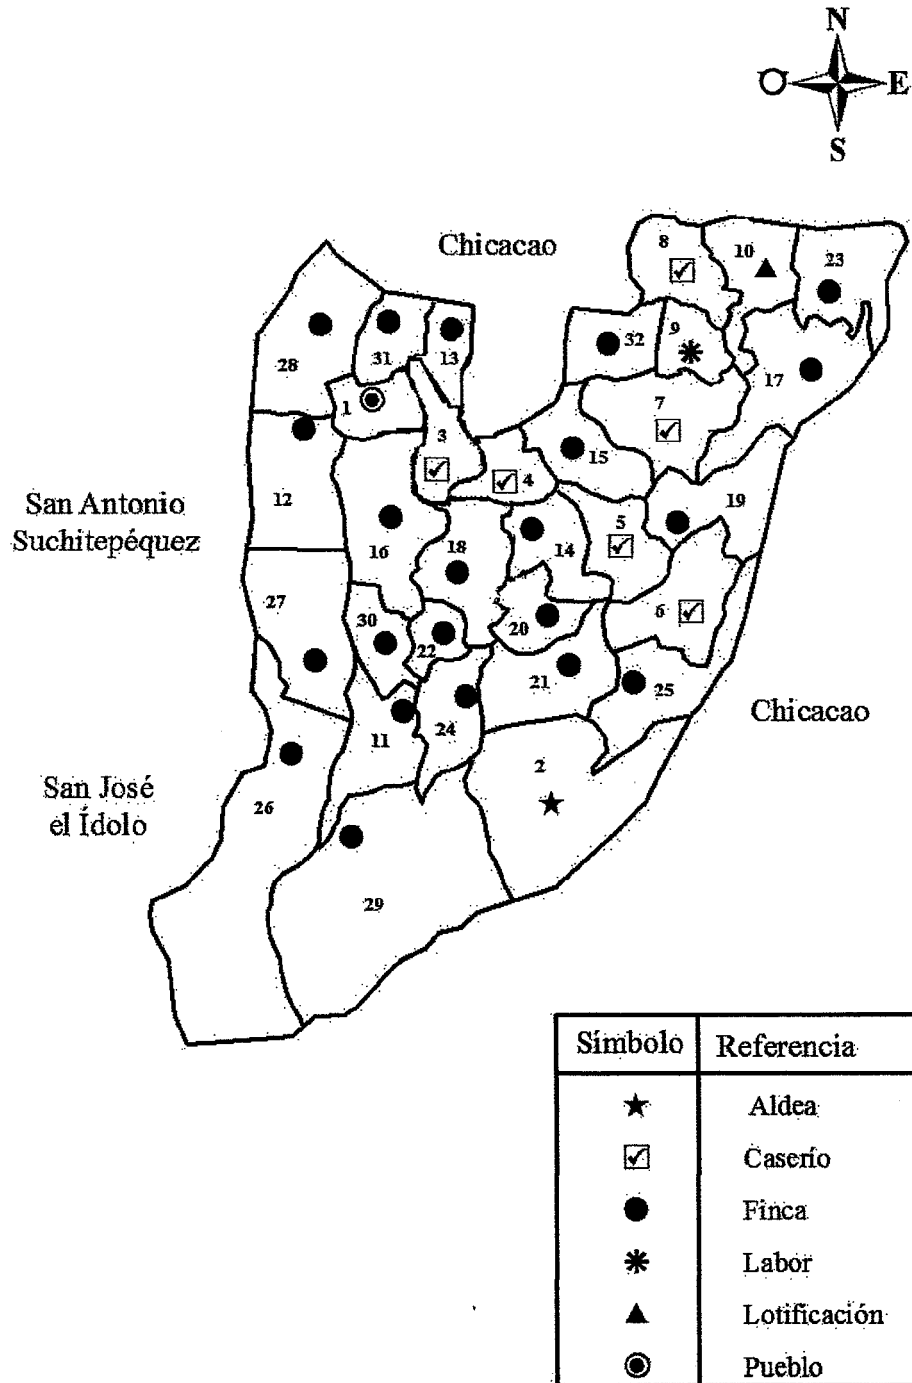 N
O E
S
Chicacao
8
10
23
28
31
13
32
9
17
1
7
3
15
4
12
19
San Antonio
Suchitepéquez
16
18
14
5
27
30
22
20
6
21
25
11
24
2
Chicacao
San José
el Ídolo
26
29
Símbolo Referencia
Aldea
Caserío
Finca
Labor
Lotificación
Pueblo